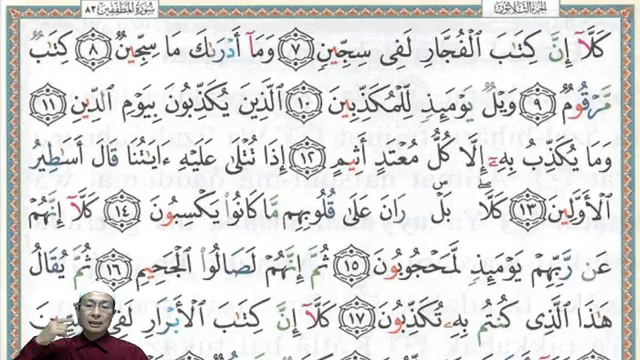 الجزء الثلاثون
سورة المطففين ٨٣
كَلَّآ إِنَّ كِتَٰبَ ٱلْفُجَّارِ لَفِى سِجِّينٍ ٧ وَمَآ أَدْرَىٰكَ مَا سِجِّينٌ ٨ كِتَٰبٌ
مَّرْقُومٌ ٩ وَيْلٌ يَوْمَئِذٍ لِّلْمُكَذِّبِينَ ١٠ ٱلَّذِينَ يُكَذِّبُونَ بِيَوْمِ ٱلدِّينِ ١١
وَمَا يُكَذِّبُ بِهِۦٓ إِلَّا كُلُّ مُعْتَدٍ أَثِيمٍ ١٢ إِذَا تُتْلَىٰ عَلَيْهِ ءَايَٰتُنَا قَالَ أَسَٰطِيرُ
ٱلْأَوَّلِينَ ١٣ كَلَّا ۖ بَلْ ۜ رَانَ عَلَىٰ قُلُوبِهِم مَّا كَانُوا۟ يَكْسِبُونَ ١٤ كَلَّآ إِنَّهُمْ
عَن رَّبِّهِمْ يَوْمَئِذٍ لَّمَحْجُوبُونَ ١٥ ثُمَّ إِنَّهُمْ لَصَالُوا۟ ٱلْجَحِيمِ ١٦ ثُمَّ يُقَالُ
هَٰذَا ٱلَّذِى كُنتُم بِهِۦ تُكَذِّبُونَ ١٧ كَلَّآ إِنَّ كِتَٰبَ ٱلْأَبْرَارِ لَفِى